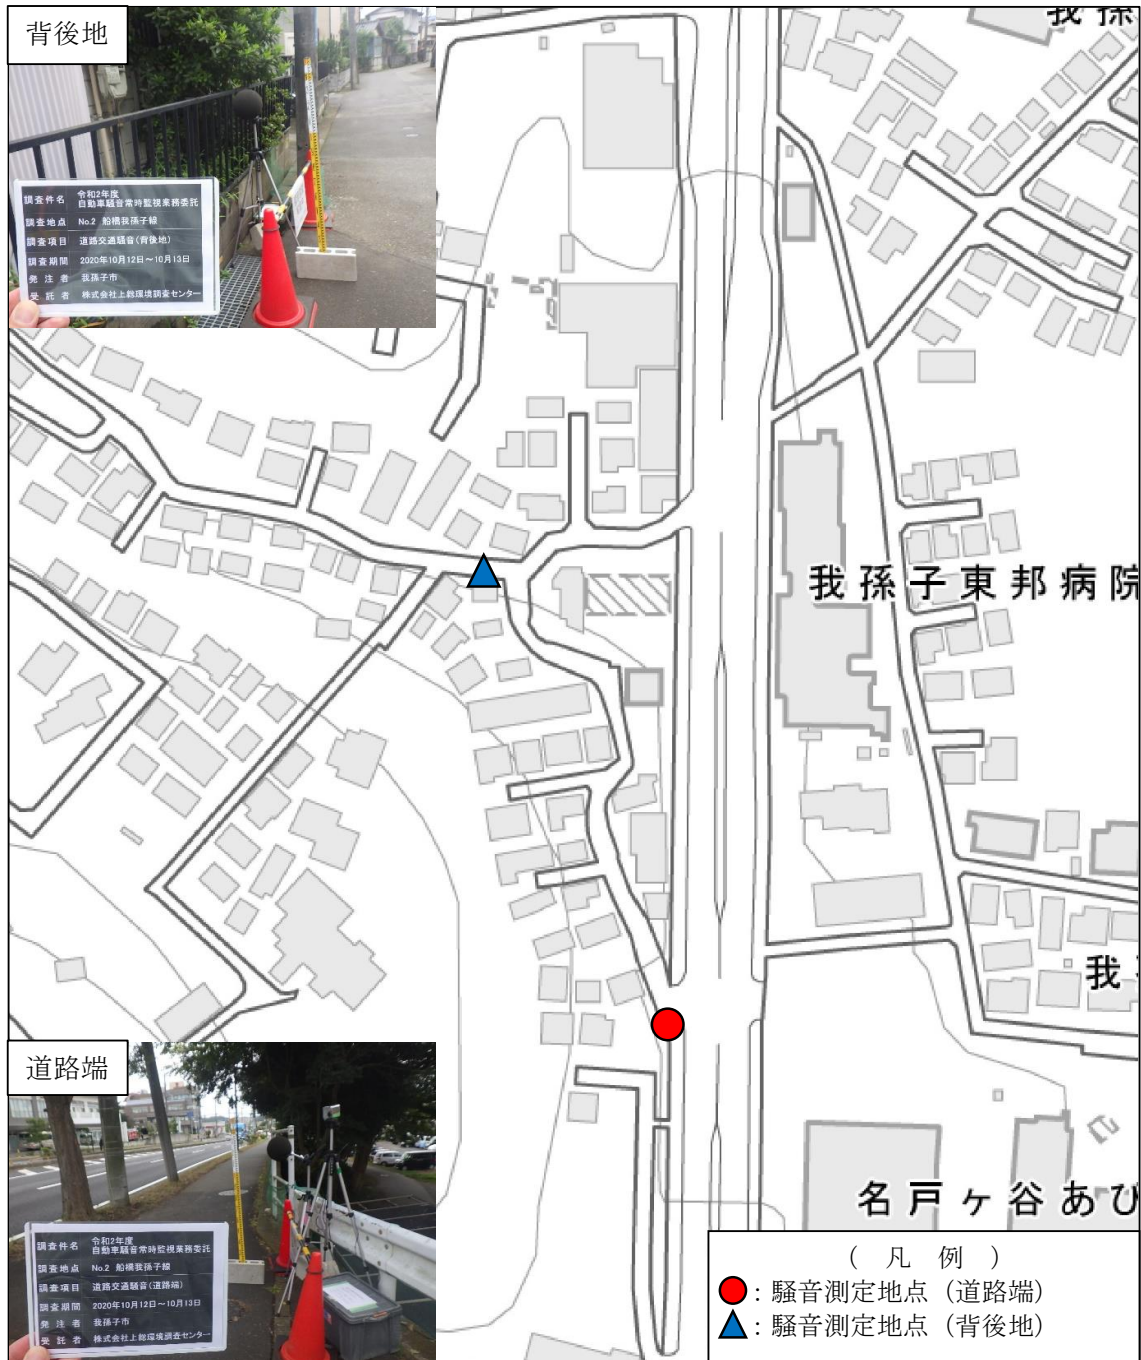 背後地
我孫
調査件名 令和2年度
自動車騒音常時監視業務委託
調査地点 No.2 船橋我孫子線
調査項目 道路交通騒音(背後地)
調査期間 2020年10月12日～10月13日
発注者 我孫子市
受託者 株式会社上総環境調査センター
我孫子東邦病院
我
道路端
調査件名 令和2年度
自動車騒音常時監視業務委託
調査地点 No.2 船橋我孫子線
調査項目 道路交通騒音(道路端)
調査期間 2020年10月12日～10月13日
発注者 我孫子市
受託者 株式会社上総環境調査センター
名戸ヶ谷あび
（凡例）
：騒音測定地点（道路端）
：騒音測定地点（背後地）